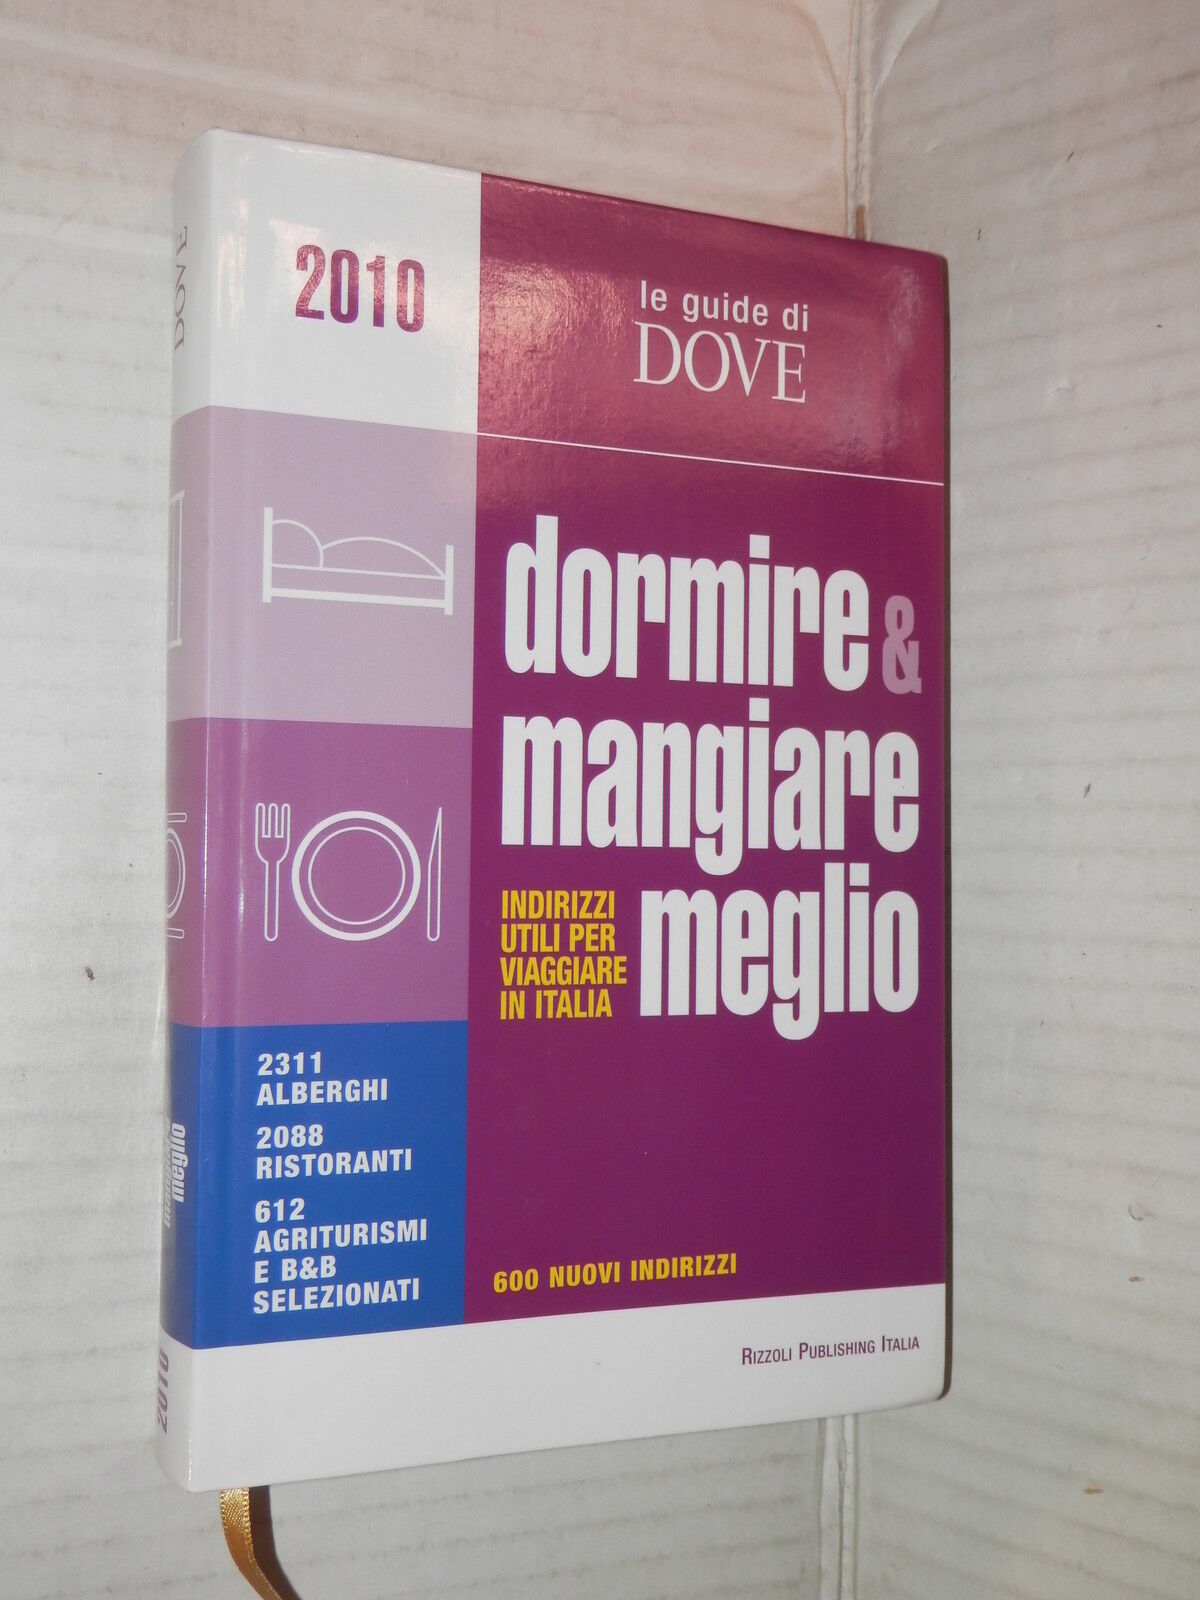 2010
le guide di
DOVE
dormire &
mangiare
meglio
INDIRIZZI
UTILI PER
VIAGGIARE
IN ITALIA
2311
ALBERGHI
2088
RISTORANTI
612
AGRITURISMI
E B&B
SELEZIONATI
600 NUOVI INDIRIZZI
RIZZOLI PUBLISHING ITALIA
DOVE
meglio
2010